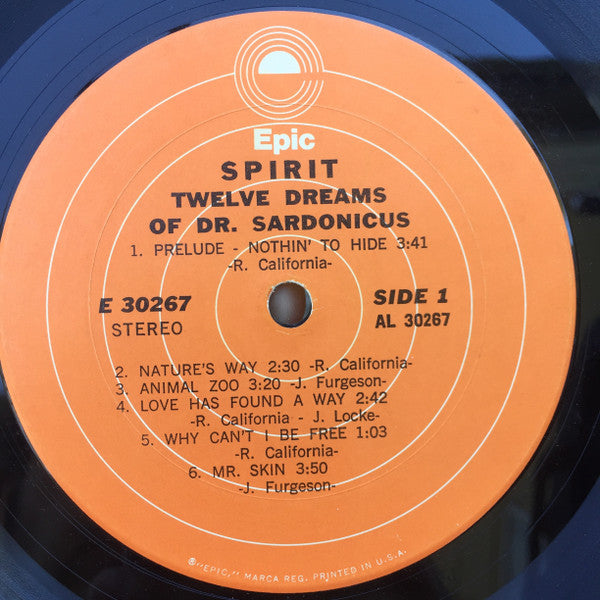 Epic
SPIRIT
TWELVE DREAMS
OF DR. SARDONICUS
1. PRELUDE - NOTHIN' TO HIDE 3:41
-R. California-
E 30267
STEREO
SIDE 1
AL 30267
2. NATURE'S WAY 2:30 -R. California-
3. ANIMAL ZOO 3:20 -J. Furgeson-
4. LOVE HAS FOUND A WAY 2:42
-R. California - J. Locke-
5. WHY CAN'T I BE FREE 1:03
-R. California-
6. MR. SKIN 3:50
-J. Furgeson-
℗"EPIC," MARCA REG. PRINTED IN U.S.A.